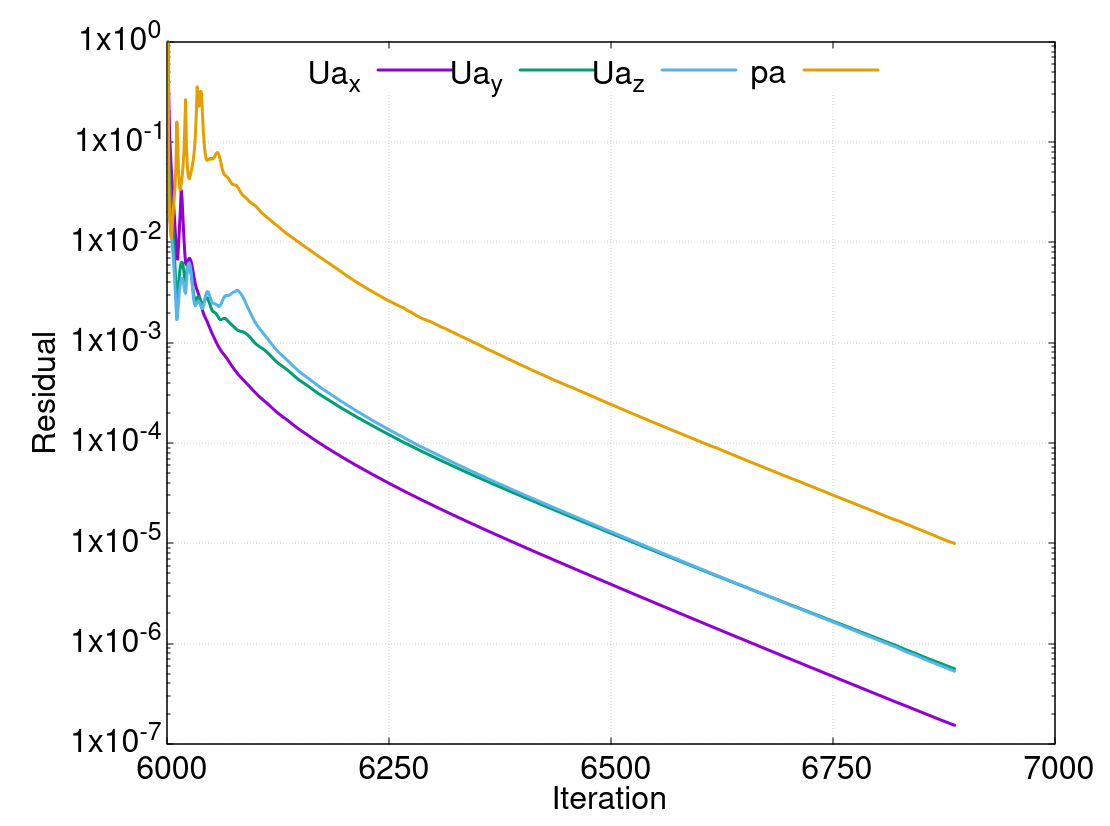 Ua_x Ua_y Ua_z pa
1x10^0
1x10^-1
1x10^-2
1x10^-3
1x10^-4
1x10^-5
1x10^-6
1x10^-7
Residual
6000 6250 6500 6750 7000
Iteration